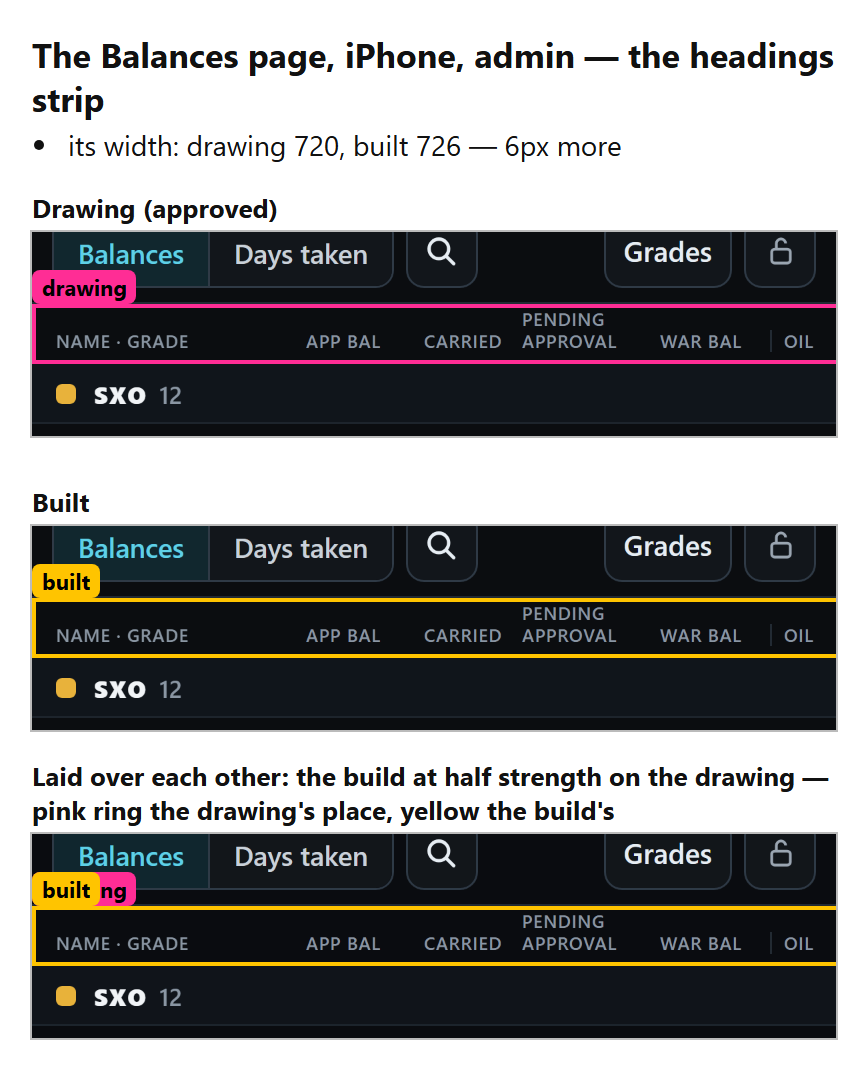 The Balances page, iPhone, admin — the headings
strip
• its width: drawing 720, built 726 — 6px more
Drawing (approved)
Balances Days taken Grades
drawing
PENDING
NAME · GRADE APP BAL CARRIED APPROVAL WAR BAL OIL
SXO 12
Built
Balances Days taken Grades
built
PENDING
NAME · GRADE APP BAL CARRIED APPROVAL WAR BAL OIL
SXO 12
Laid over each other: the build at half strength on the drawing —
pink ring the drawing's place, yellow the build's
Balances Days taken Grades
built ng
PENDING
NAME · GRADE APP BAL CARRIED APPROVAL WAR BAL OIL
SXO 12